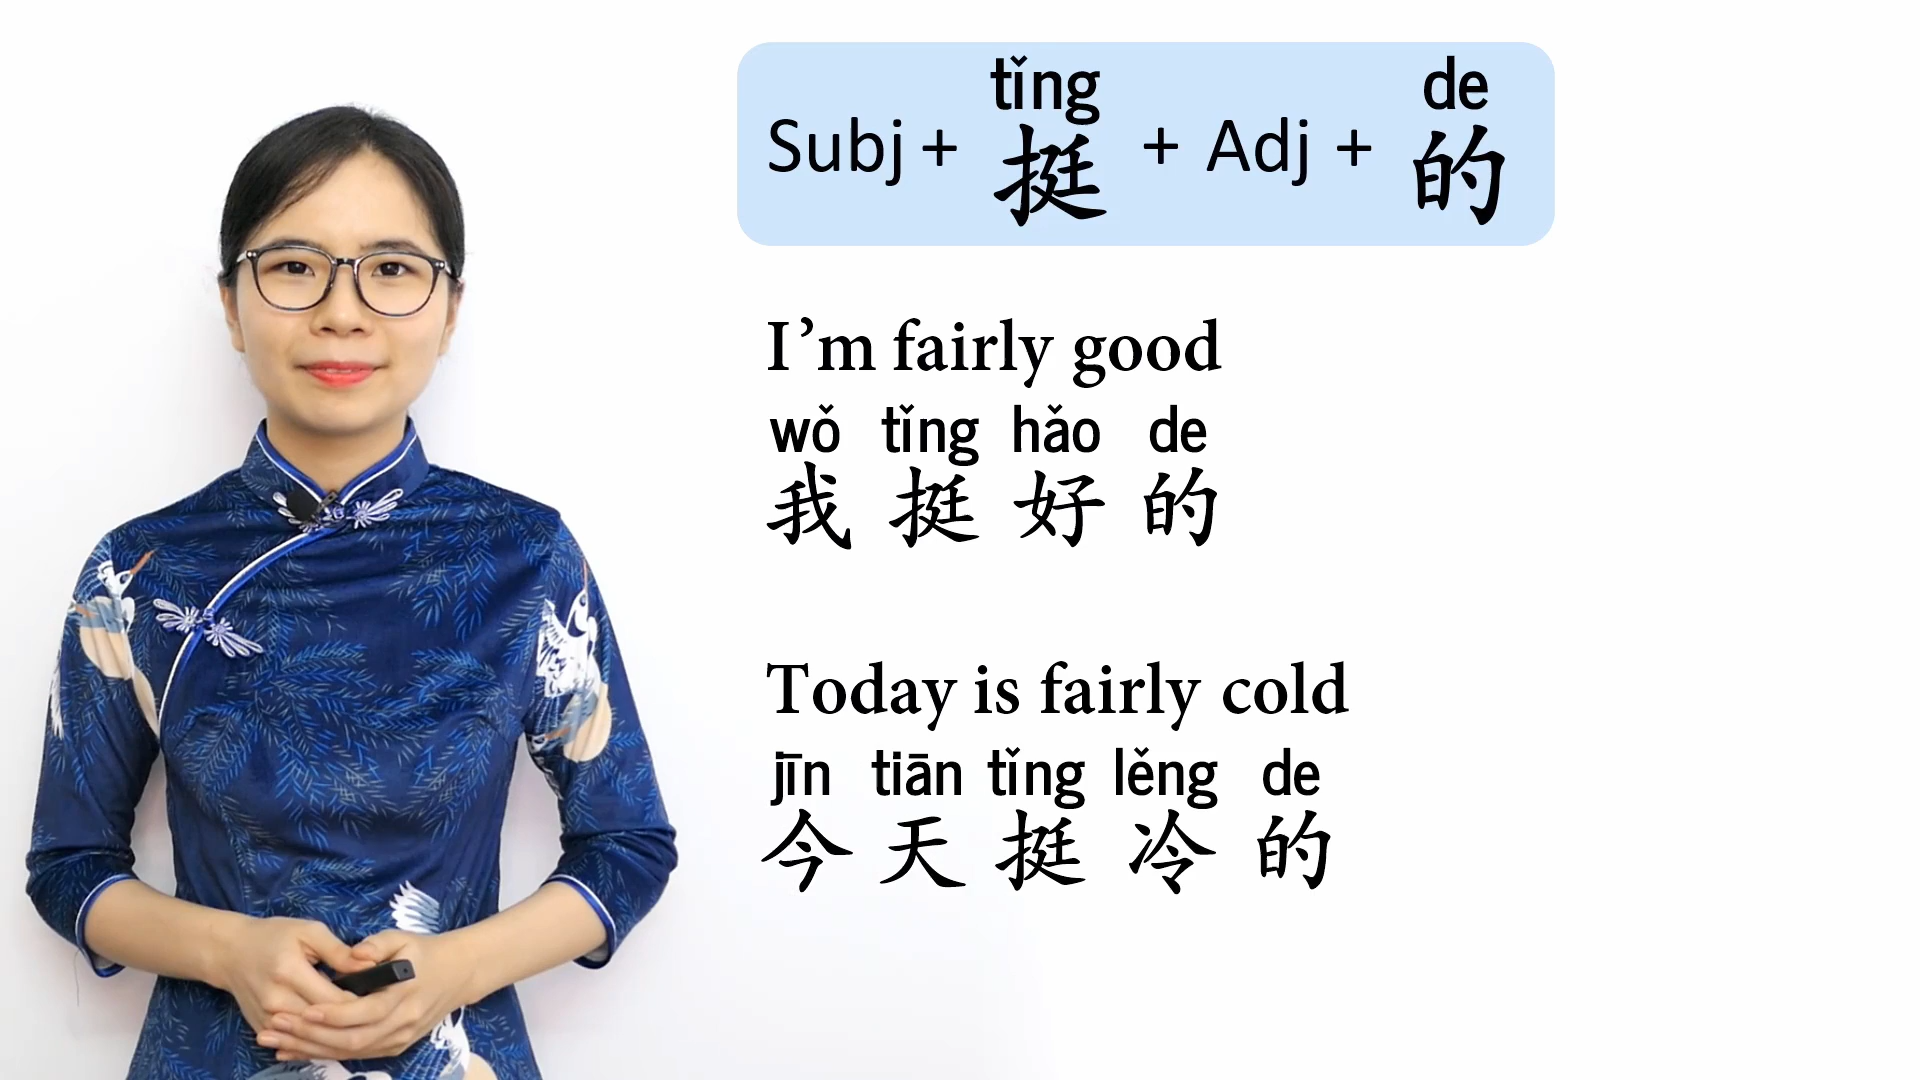 tǐng de
Subj + 挺 + Adj + 的
I’m fairly good
wǒ tǐng hǎo de
我 挺 好 的
Today is fairly cold
jīn tiān tǐng lěng de
今 天 挺 冷 的